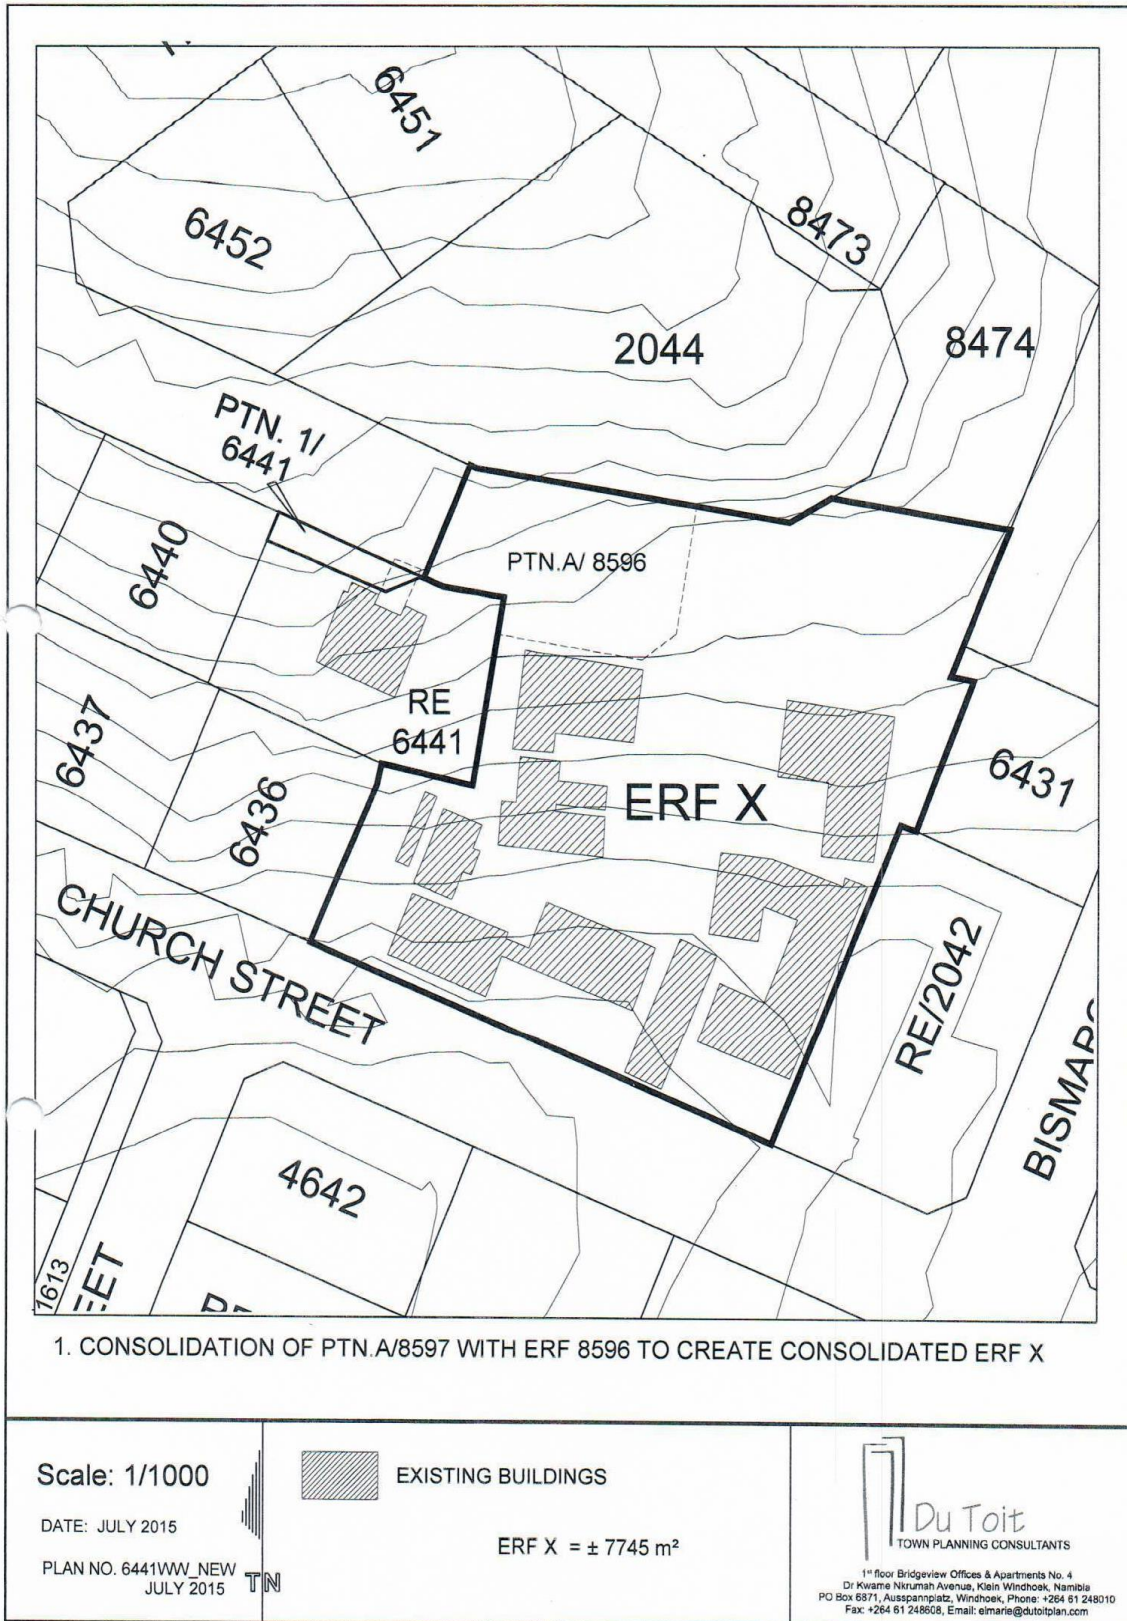 6451
6452
8473
2044
8474
PTN. 1/
6441
6440
PTN.A/ 8596
RE
6441
6437
6436
ERF X
6431
CHURCH STREET
RE/2042
4642
1613
1. CONSOLIDATION OF PTN.A/8597 WITH ERF 8596 TO CREATE CONSOLIDATED ERF X
Scale: 1/1000
DATE: JULY 2015
PLAN NO. 6441WW_NEW
JULY 2015
TN
EXISTING BUILDINGS
ERF X = ± 7745 m²
Du Toit
TOWN PLANNING CONSULTANTS
1st floor Bridgeview Offices & Apartments No. 4
Dr Kwame Nkrumah Avenue, Klein Windhoek, Namibia
PO Box 6871, Ausspannplatz, Windhoek, Phone: +264 61 248010
Fax: +264 61 248608, Email: elmarie@dutoitplan.com